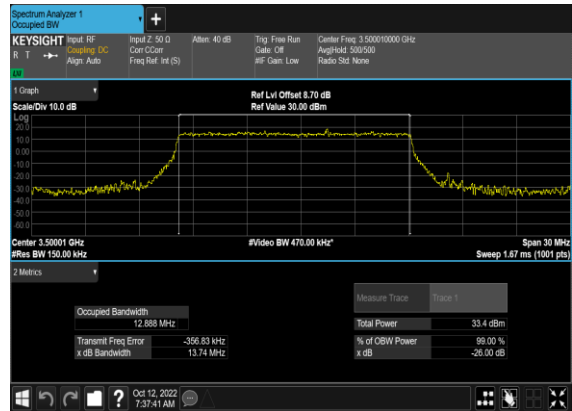 Spectrum Analyzer 1
Occupied BW
KEYSIGHT Input: RF Input Z: 50 Ω Atten: 40 dB Trig: Free Run Center Freq: 3.500010000 GHz
R T Coupling: DC Corr CCorr Gate: Off Avg|Hold: 500/500
Align: Auto Freq Ref: Int (S) #IF Gain: Low Radio Std: None
1 Graph Ref Lvl Offset 8.70 dB
Scale/Div 10.0 dB Ref Value 30.00 dBm
Log
20.0
10.0
0.00
-10.0
-20.0
-30.0
-40.0
-50.0
-60.0
Center 3.50001 GHz #Video BW 470.00 kHz* Span 30 MHz
#Res BW 150.00 kHz Sweep 1.67 ms (1001 pts)
2 Metrics
Measure Trace Trace 1
Occupied Bandwidth
12.888 MHz Total Power 33.4 dBm
Transmit Freq Error -356.83 kHz % of OBW Power 99.00 %
x dB Bandwidth 13.74 MHz x dB -26.00 dB
Oct 12, 2022
7:37:41 AM